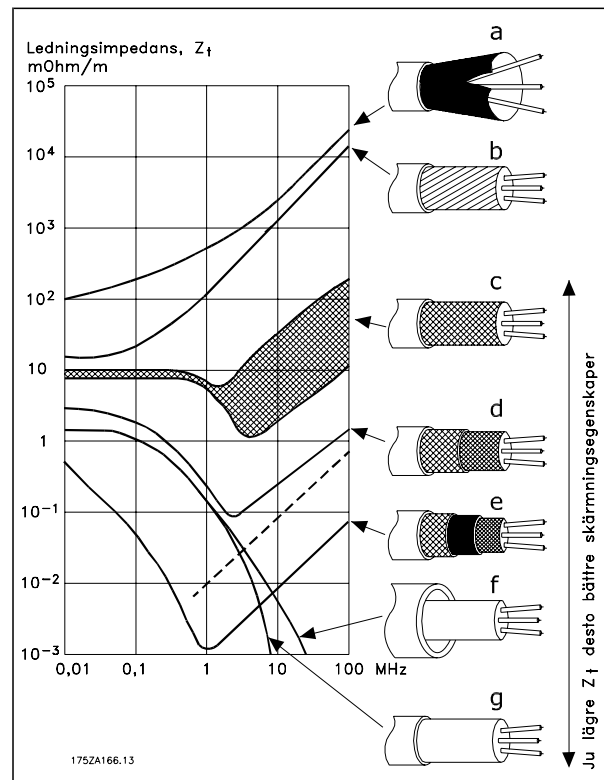 Ledningsimpedans, Zt
mOhm/m
10⁵
10⁴
10³
10²
10
1
10⁻¹
10⁻²
10⁻³
0,01 0,1 1 10 100 MHz
a
b
c
d
e
f
g
Ju lägre Zt desto bättre skärmningsegenskaper
175ZA166.13